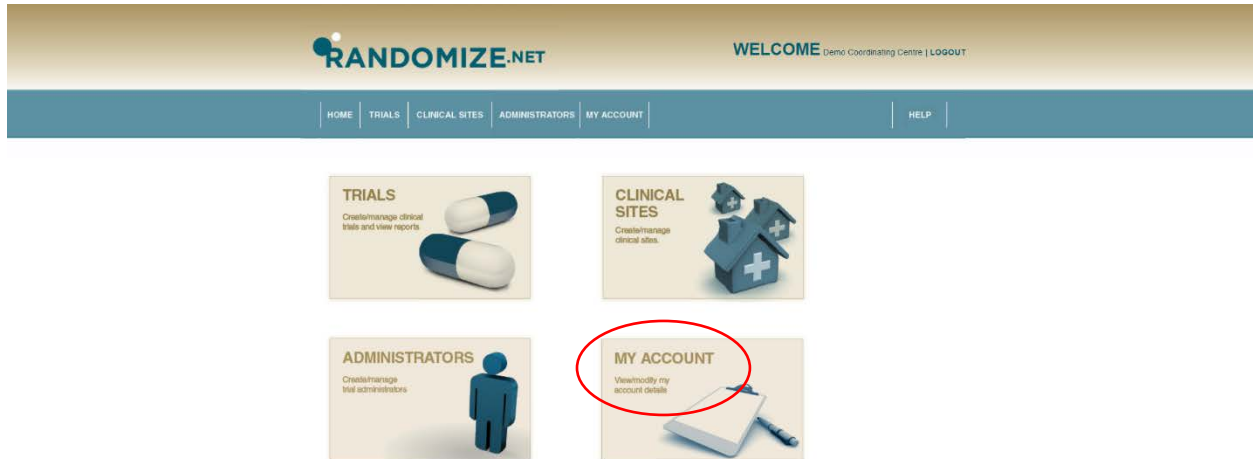 RANDOMIZE.NET
WELCOME Demo Coordinating Centre | LOGOUT
HOME TRIALS CLINICAL SITES ADMINISTRATORS MY ACCOUNT HELP
TRIALS
Create/manage clinical
trials and view reports
CLINICAL
SITES
Create/manage
clinical sites.
ADMINISTRATORS
Create/manage
trial administrators
MY ACCOUNT
View/modify my
account details